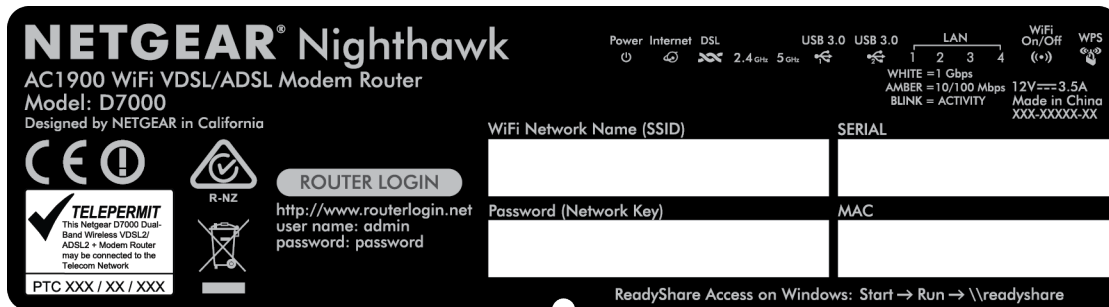 NETGEAR® Nighthawk
AC1900 WiFi VDSL/ADSL Modem Router
Model: D7000
Designed by NETGEAR in California
CE
R-NZ
TELEPERMIT
This Netgear D7000 Dual-
Band Wireless VDSL2/
ADSL2 + Modem Router
may be connected to the
Telecom Network
PTC XXX / XX / XXX
ROUTER LOGIN
http://www.routerlogin.net
user name: admin
password: password
Power Internet DSL 2.4 GHz 5 GHz USB 3.0 USB 3.0 LAN 1 2 3 4 WiFi On/Off WPS
WHITE = 1 Gbps
AMBER = 10/100 Mbps
BLINK = ACTIVITY
12V⎓3.5A
Made in China
XXX-XXXXX-XX
WiFi Network Name (SSID)
SERIAL
Password (Network Key)
MAC
ReadyShare Access on Windows: Start → Run → \\readyshare